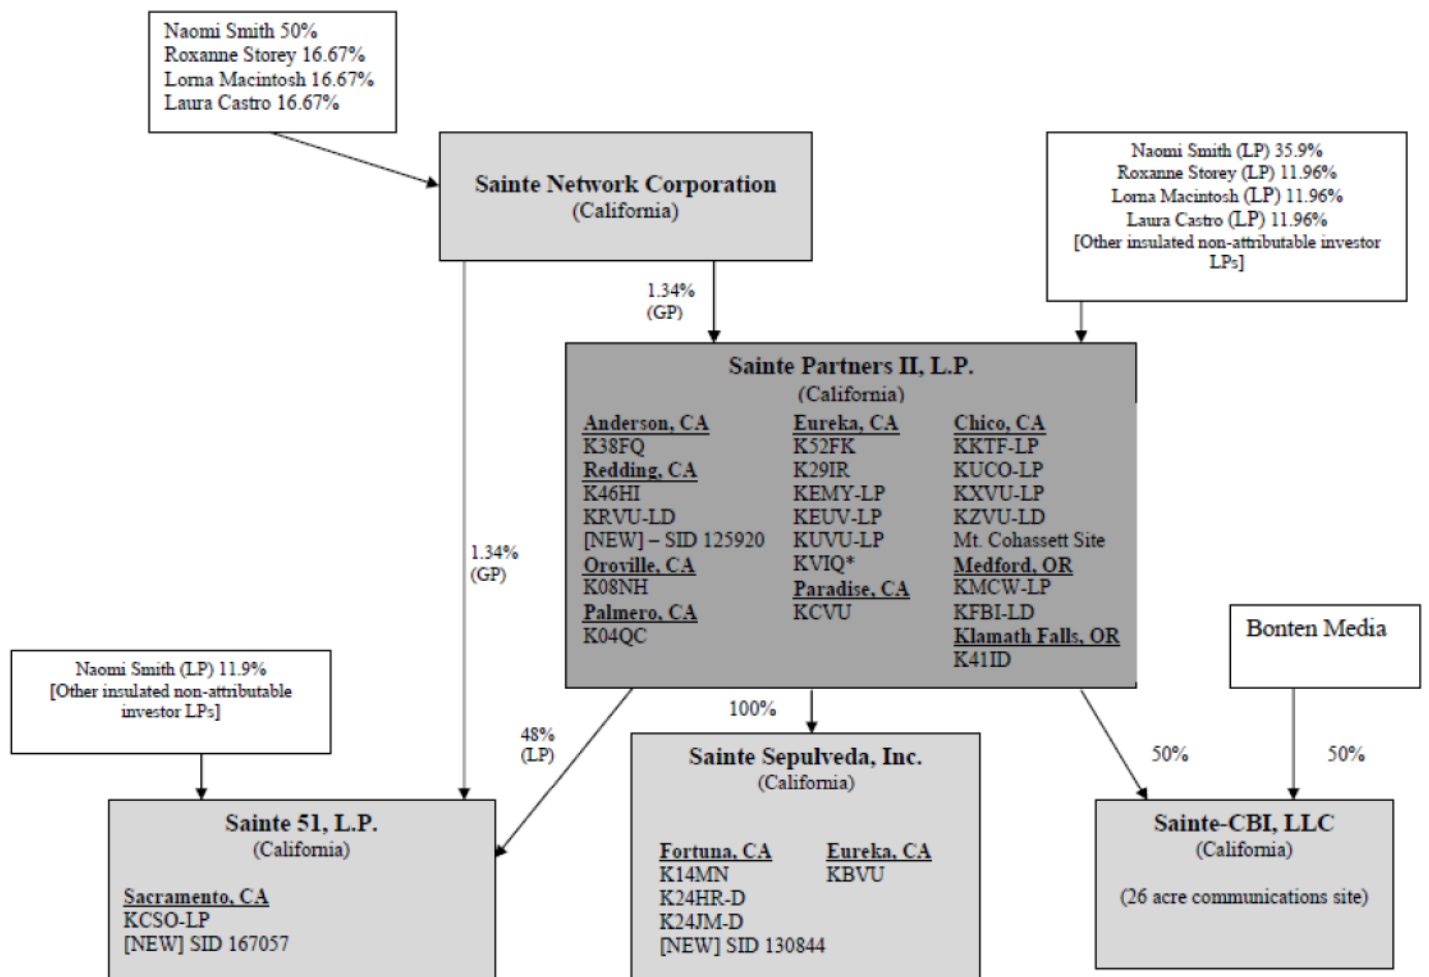 Naomi Smith 50%
Roxanne Storey 16.67%
Lorna Macintosh 16.67%
Laura Castro 16.67%
Sainte Network Corporation
(California)
Naomi Smith (LP) 35.9%
Roxanne Storey (LP) 11.96%
Lorna Macintosh (LP) 11.96%
Laura Castro (LP) 11.96%
[Other insulated non-attributable investor
LPs]
1.34%
(GP)
1.34%
(GP)
Sainte Partners II, L.P.
(California)
Anderson, CA
K38FQ
Redding, CA
K46HI
KRVU-LD
[NEW] – SID 125920
Oroville, CA
K08NH
Palmero, CA
K04QC
Eureka, CA
K52FK
K29IR
KEMY-LP
KEUV-LP
KUVU-LP
KVIQ*
Paradise, CA
KCVU
Chico, CA
KKTF-LP
KUCO-LP
KXVU-LP
KZVU-LD
Mt. Cohassett Site
Medford, OR
KMCW-LP
KFBI-LD
Klamath Falls, OR
K41ID
Bonten Media
Naomi Smith (LP) 11.9%
[Other insulated non-attributable
investor LPs]
48%
(LP)
100%
50%
50%
Sainte 51, L.P.
(California)
Sacramento, CA
KCSO-LP
[NEW] SID 167057
Sainte Sepulveda, Inc.
(California)
Fortuna, CA
K14MN
K24HR-D
K24JM-D
[NEW] SID 130844
Eureka, CA
KBVU
Sainte-CBI, LLC
(California)
(26 acre communications site)